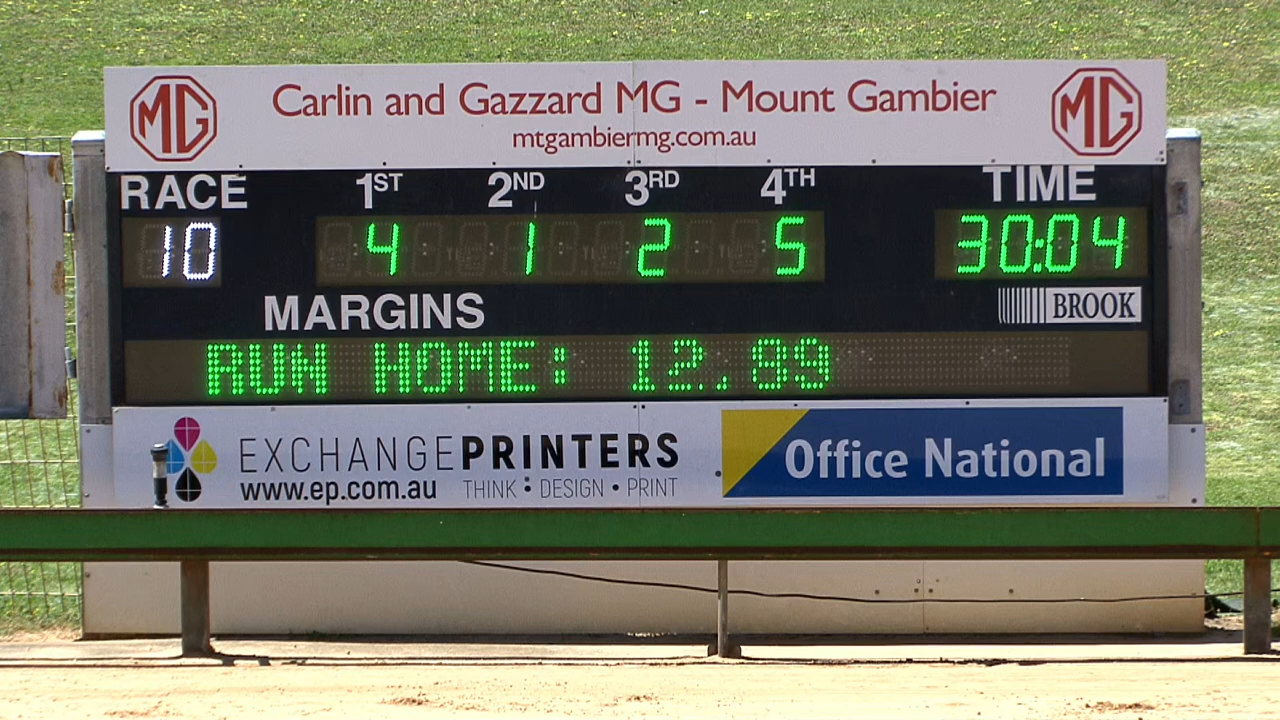 MG Carlin and Gazzard MG - Mount Gambier MG
mtgambiermg.com.au
RACE 1ST 2ND 3RD 4TH TIME
10 4 1 2 5 30:04
MARGINS BROOK
RUN HOME: 12.89
EXCHANGEPRINTERS Office National
www.ep.com.au THINK • DESIGN • PRINT